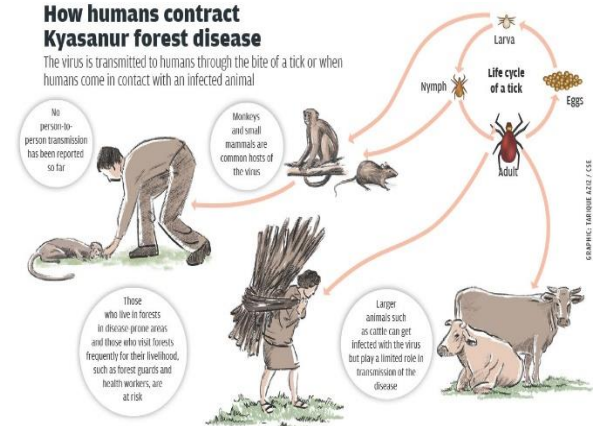 How humans contract
Kyasanur forest disease
The virus is transmitted to humans through the bite of a tick or when
humans come in contact with an infected animal
No
person-to-
person transmission
has been reported
so far
Monkeys
and small
mammals are
common hosts of
the virus
Larva
Nymph
Life cycle
of a tick
Eggs
Adult
Those
who live in forests
in disease-prone areas
and those who visit forests
frequently for their livelihood,
such as forest guards and
health workers, are
at risk
Larger
animals such
as cattle can get
infected with the virus
but play a limited role in
transmission of the
disease
GRAPHIC: TARIQUE AZIZ / CSE